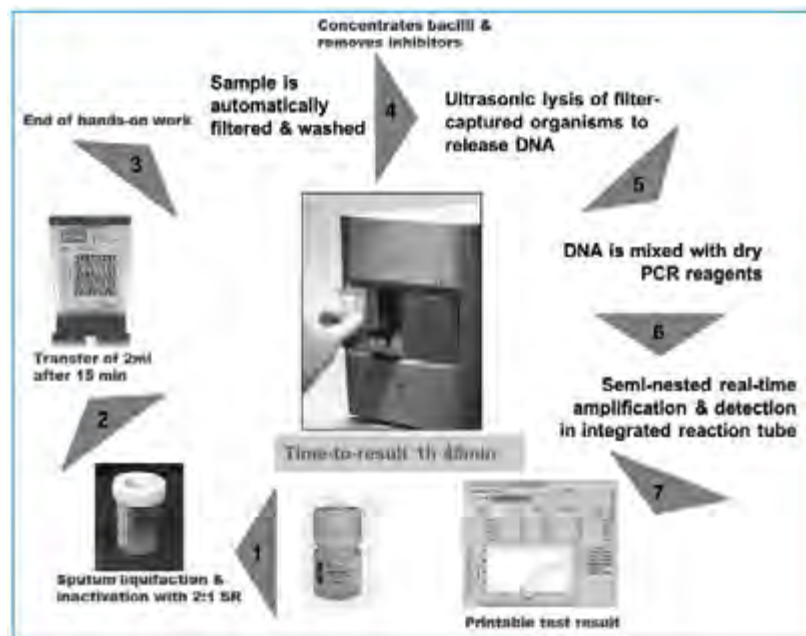 Concentrates bacilli &
removes inhibitors
4
Sample is
automatically
filtered & washed
Ultrasonic lysis of filter-
captured organisms to
release DNA
End of hands-on work
3
5
DNA is mixed with dry
PCR reagents
6
Transfer of 2ml
after 15 min
2
Semi-nested real-time
amplification & detection
in integrated reaction tube
7
Time-to-result 1h 45min
1
Sputum liquifaction &
inactivation with 2:1 SR
Printable test result